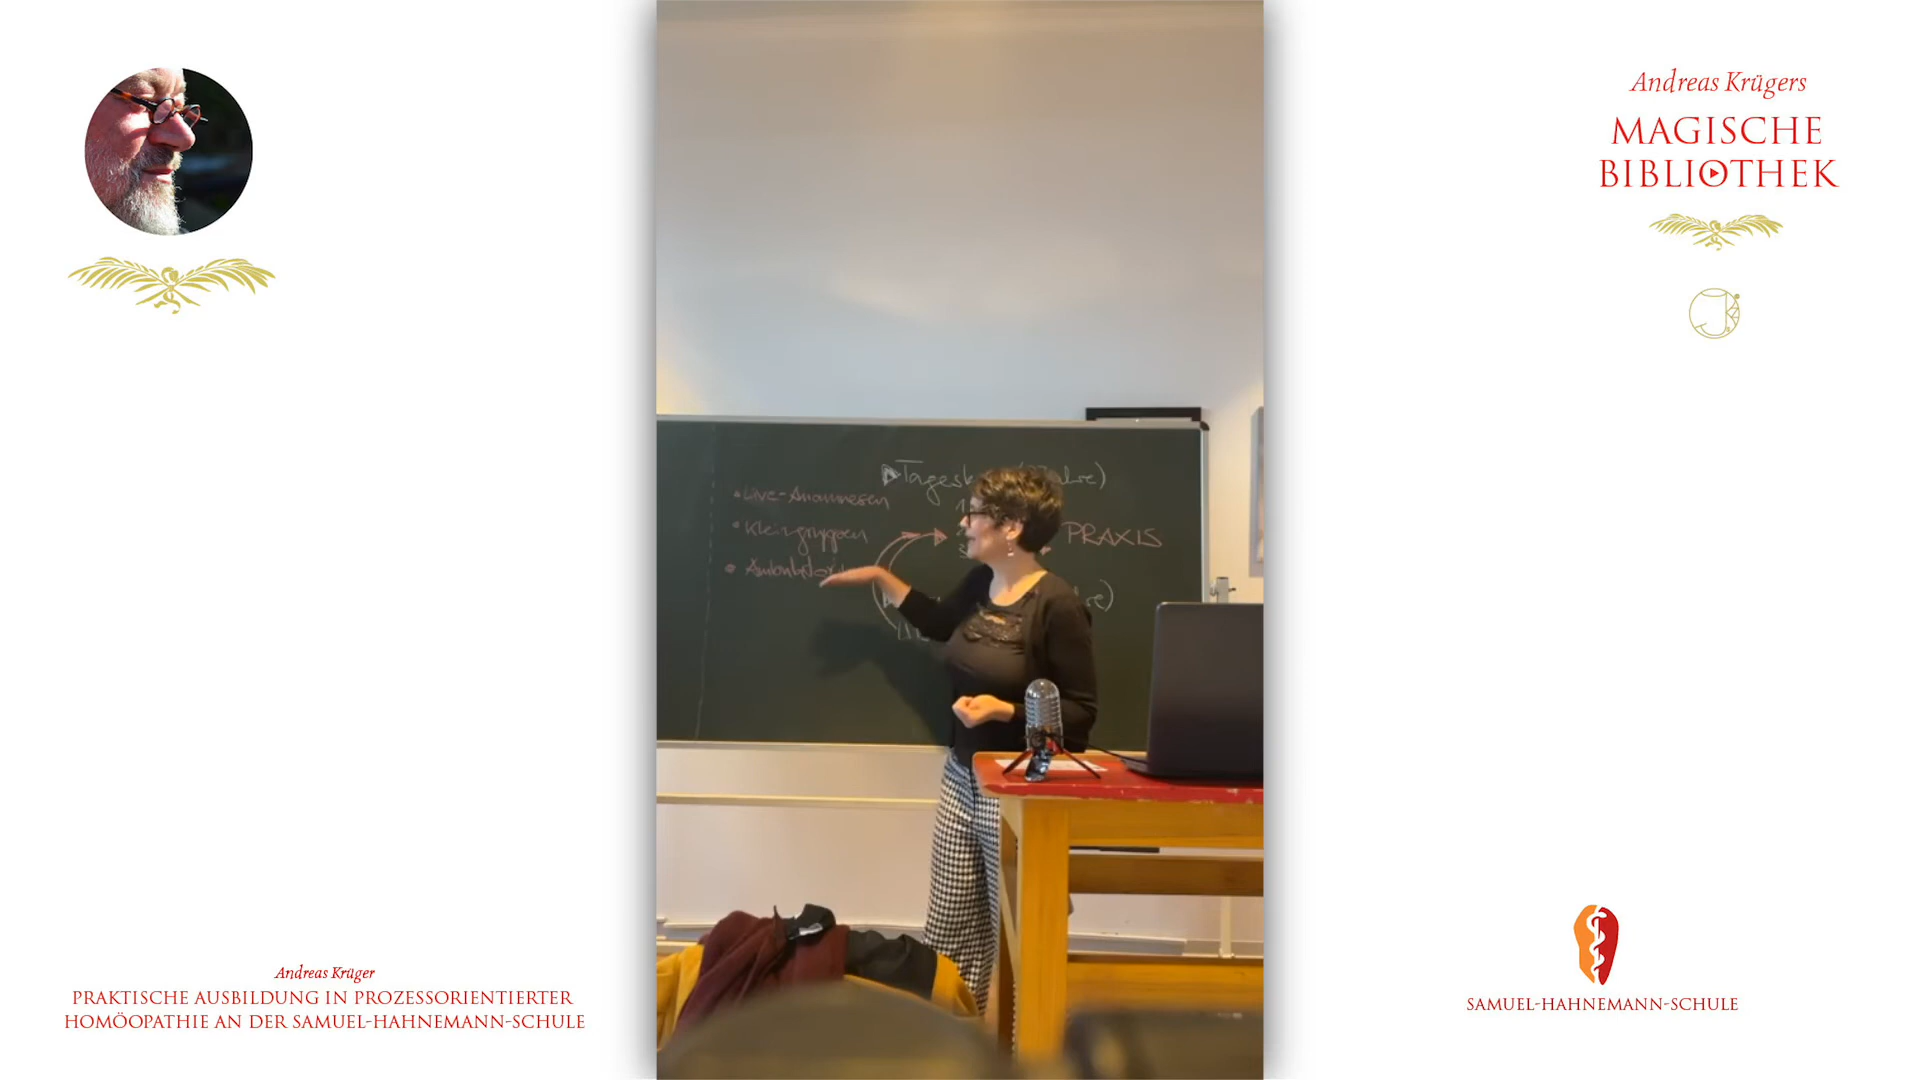 Andreas Krügers
MAGISCHE
BIBLIOTHEK
Live-Anamnesen
Kleingruppen
PRAXIS
Andreas Krüger
PRAKTISCHE AUSBILDUNG IN PROZESSORIENTIERTER
HOMÖOPATHIE AN DER SAMUEL-HAHNEMANN-SCHULE
SAMUEL-HAHNEMANN-SCHULE